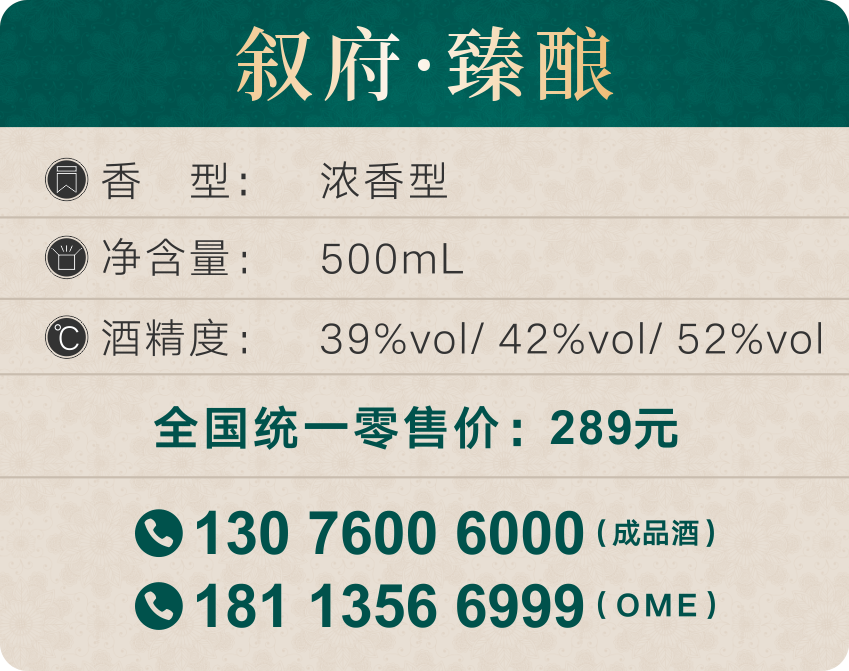 叙府·臻酿
香 型： 浓香型
净含量： 500mL
℃ 酒精度： 39%vol/ 42%vol/ 52%vol
全国统一零售价：289元
130 7600 6000（成品酒）
181 1356 6999（OME）